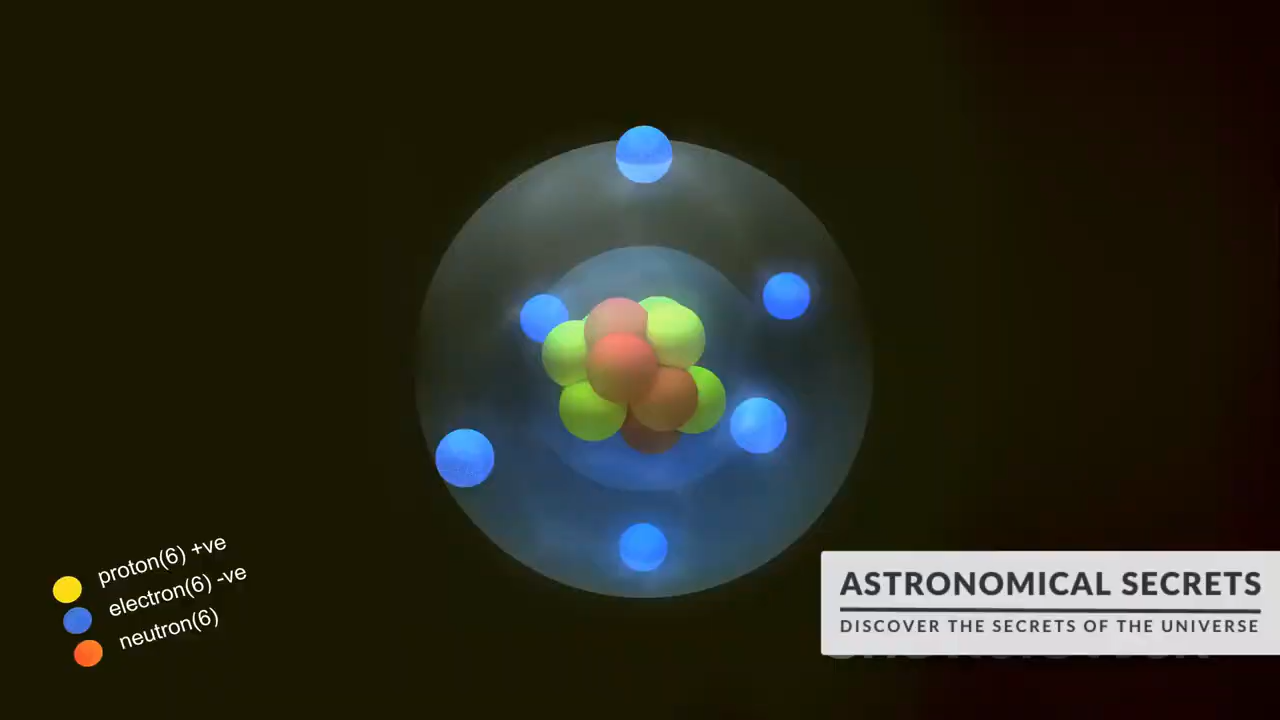 proton(6) +ve
electron(6) -ve
neutron(6)
ASTRONOMICAL SECRETS
DISCOVER THE SECRETS OF THE UNIVERSE